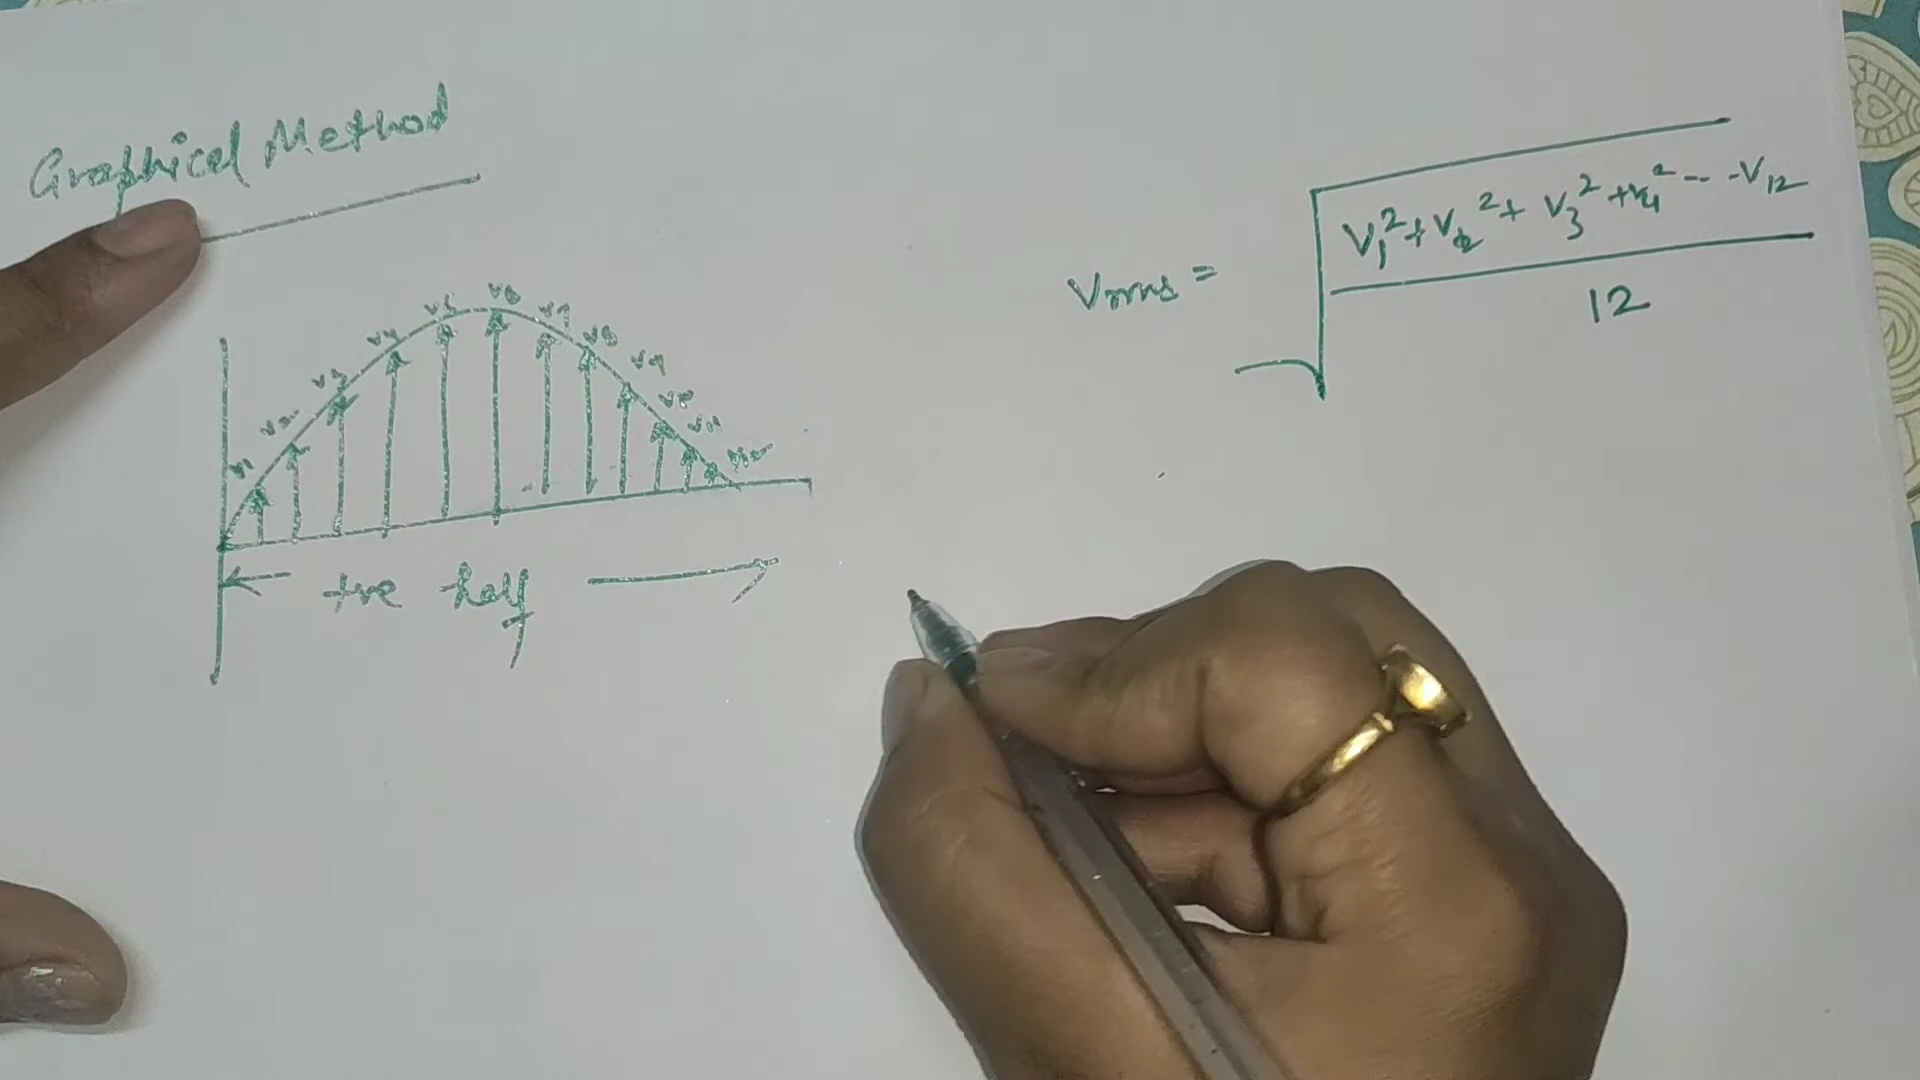 Graphical Method
V1 V2 V3 V4 V5 V6 V7 V8 V9 V11 V12
+ve half
Vrms = √
V1² + V2² + V3² + V4² -- - V12
12